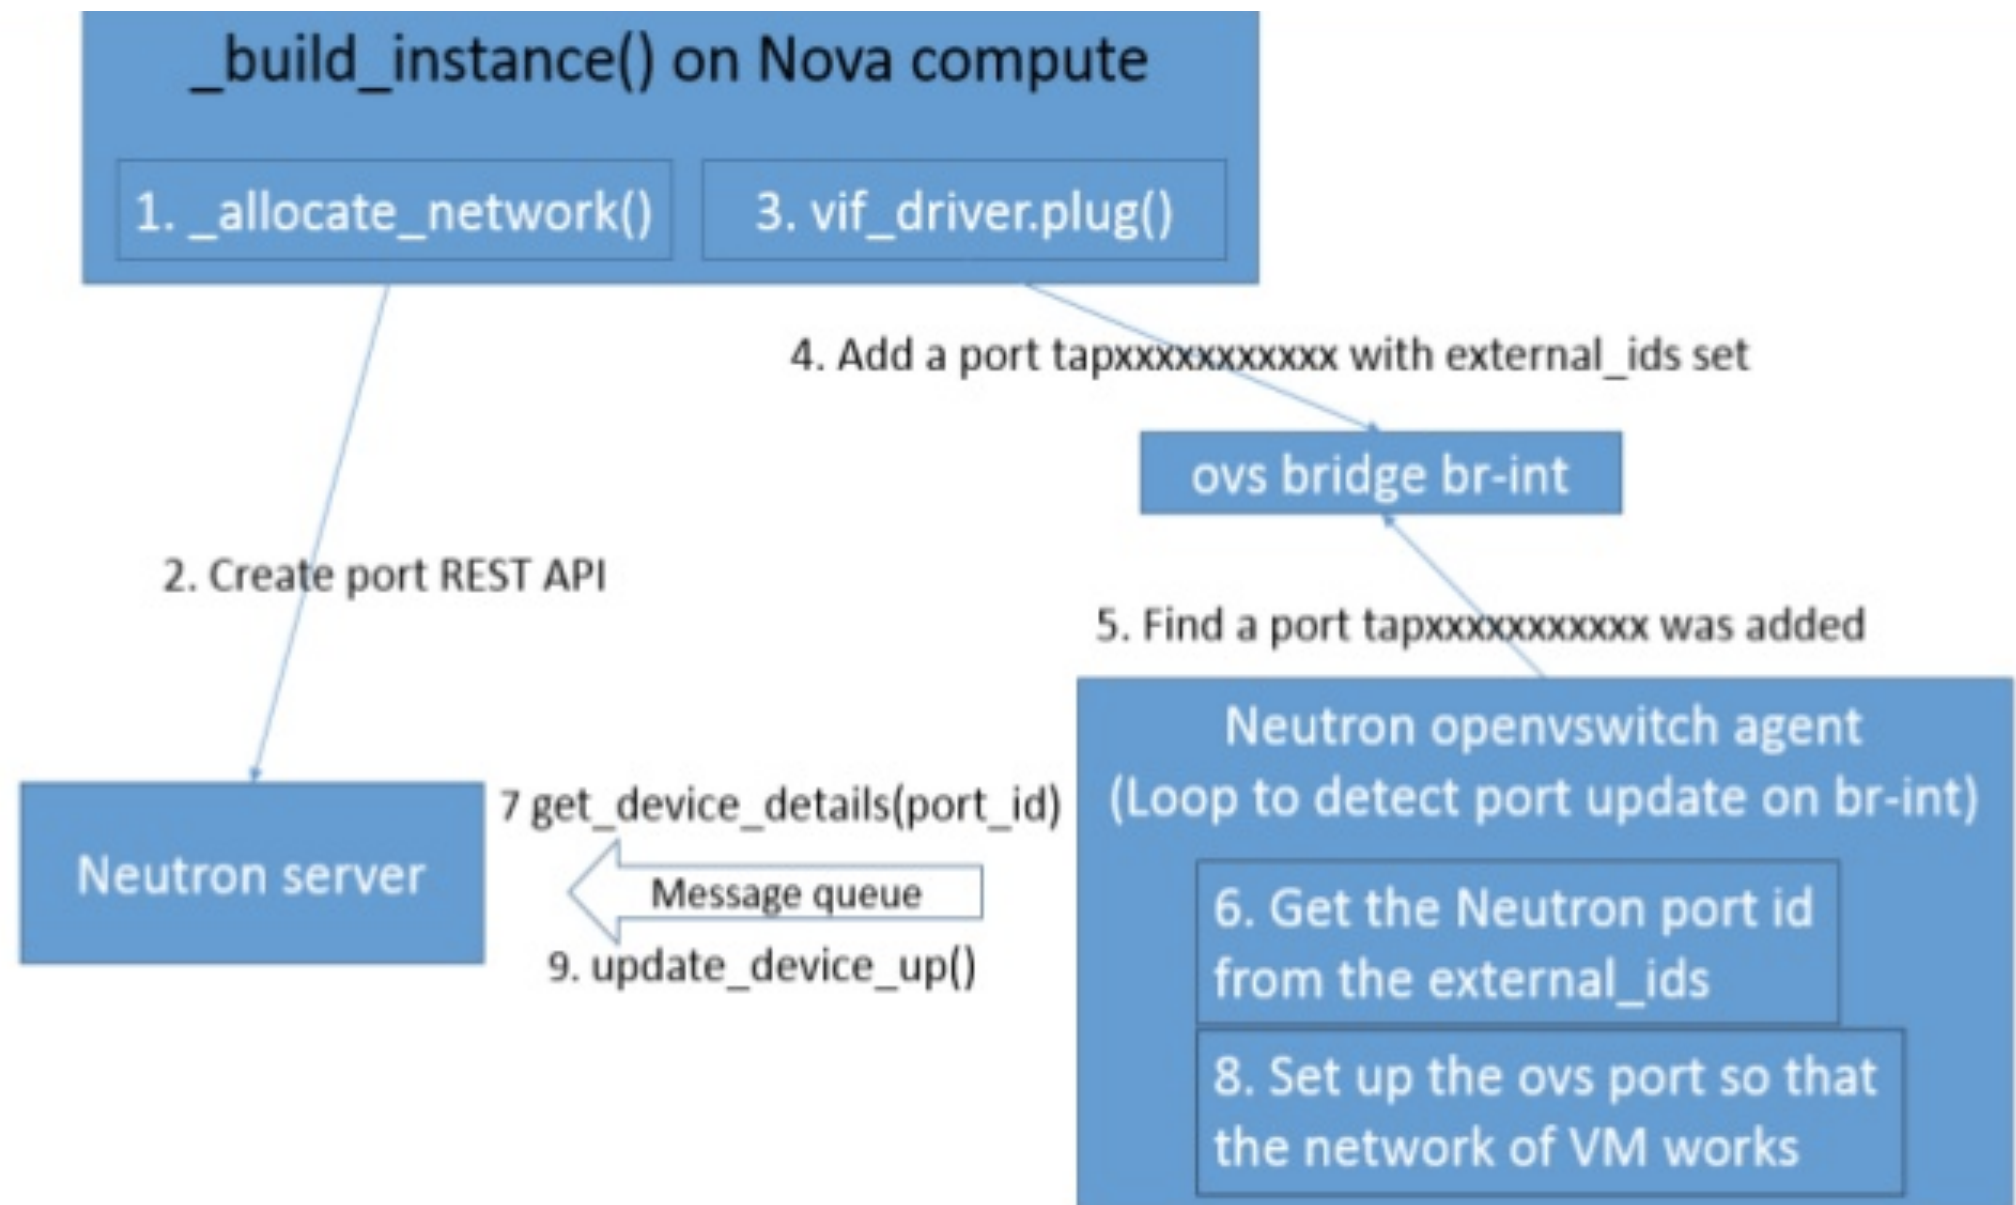 _build_instance() on Nova compute
1. _allocate_network()
3. vif_driver.plug()
4. Add a port tapxxxxxxxxxxx with external_ids set
ovs bridge br-int
2. Create port REST API
5. Find a port tapxxxxxxxxxxx was added
Neutron openvswitch agent
(Loop to detect port update on br-int)
7 get_device_details(port_id)
Neutron server
Message queue
9. update_device_up()
6. Get the Neutron port id
from the external_ids
8. Set up the ovs port so that
the network of VM works